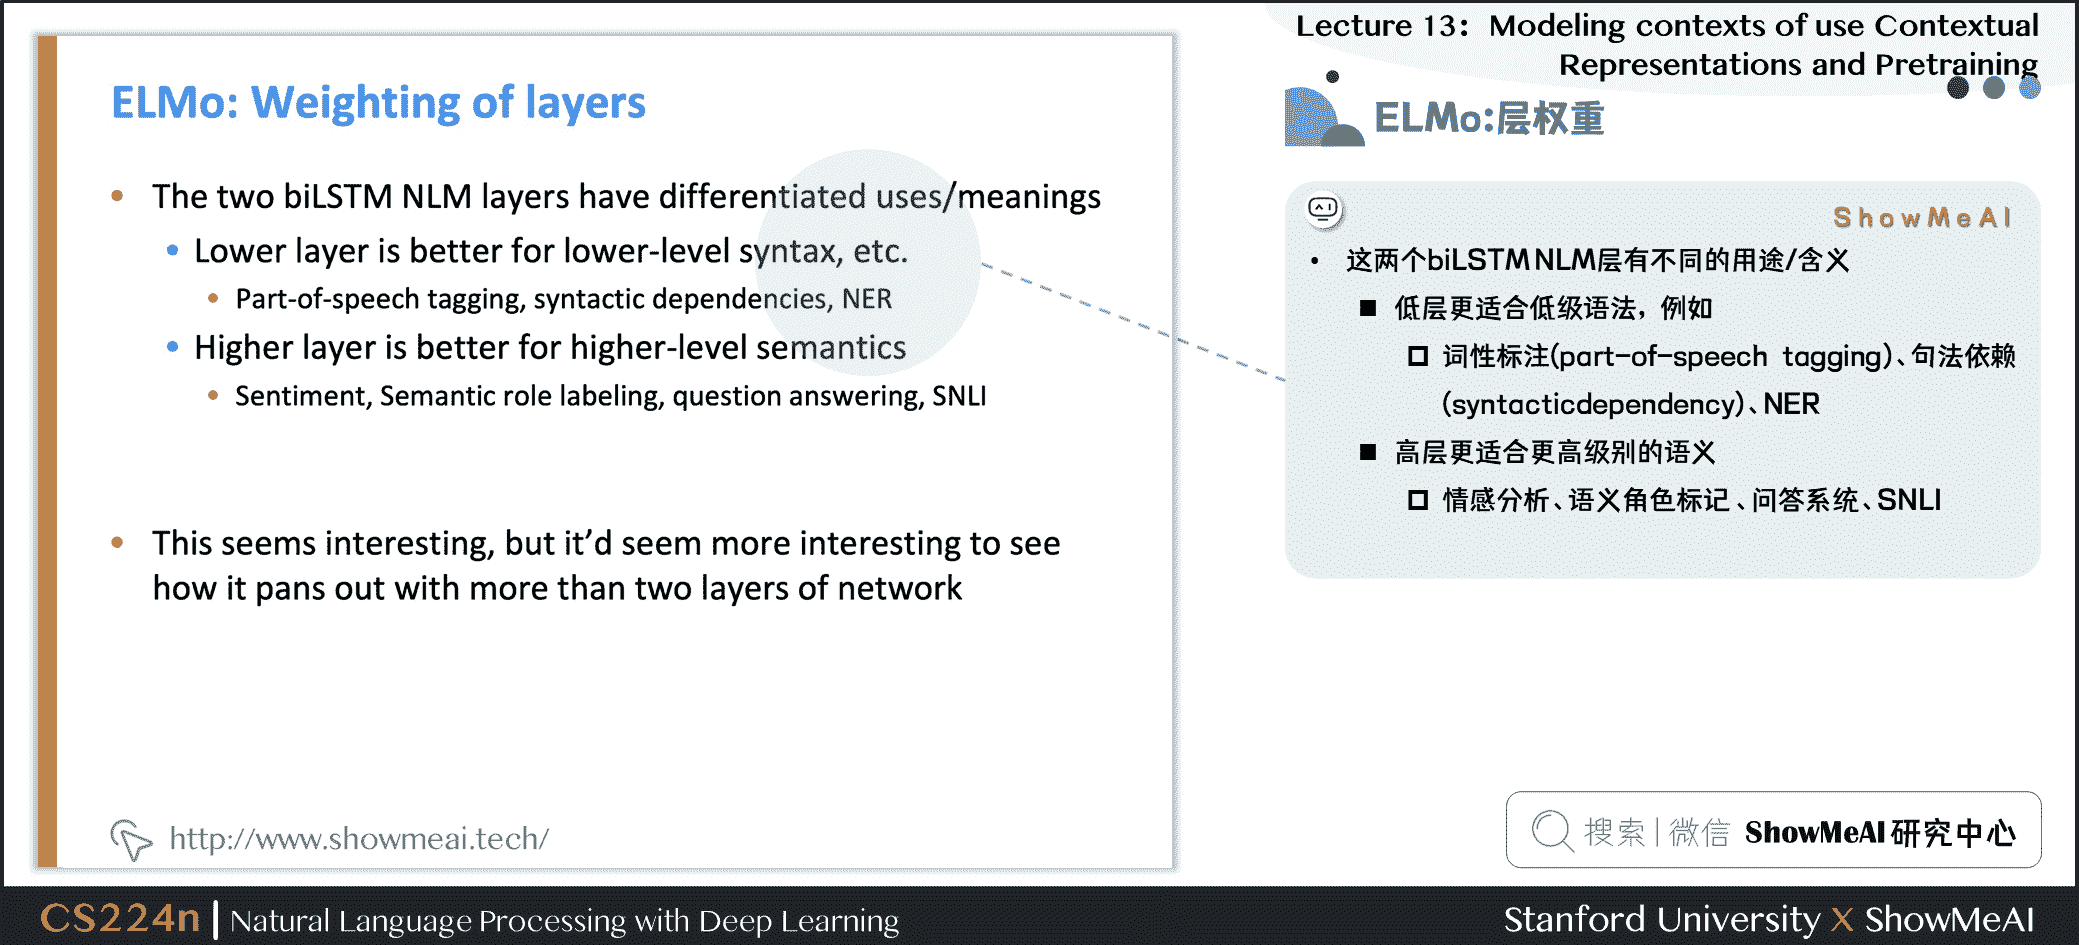 Lecture 13: Modeling contexts of use Contextual
Representations and Pretraining
ELMo: Weighting of layers
• The two biLSTM NLM layers have differentiated uses/meanings
• Lower layer is better for lower-level syntax, etc.
• Part-of-speech tagging, syntactic dependencies, NER
• Higher layer is better for higher-level semantics
• Sentiment, Semantic role labeling, question answering, SNLI
• This seems interesting, but it’d seem more interesting to see
how it pans out with more than two layers of network
http://www.showmeai.tech/
ELMo:层权重
ShowMeAI
• 这两个biLSTM NLM层有不同的用途/含义
■ 低层更适合低级语法，例如
□ 词性标注(part-of-speech tagging)、句法依赖
(syntacticdependency)、NER
■ 高层更适合更高级别的语义
□ 情感分析、语义角色标记、问答系统、SNLI
搜索|微信 ShowMeAI研究中心
CS224n | Natural Language Processing with Deep Learning
Stanford University X ShowMeAI